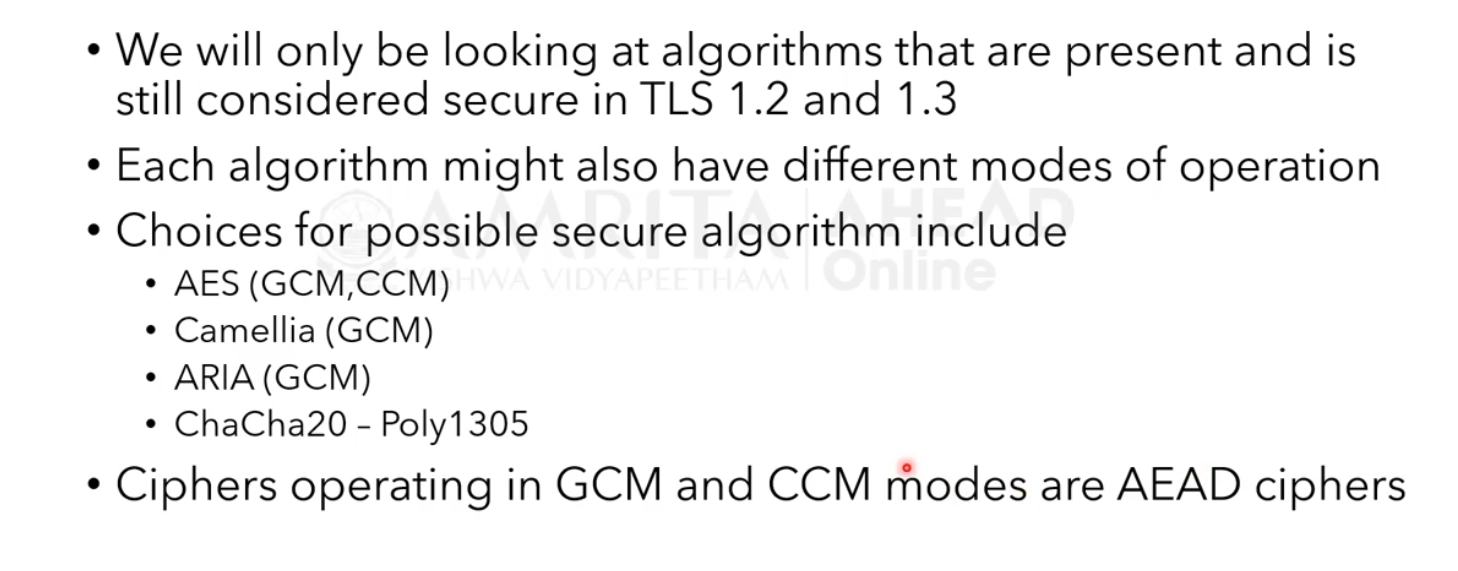 • We will only be looking at algorithms that are present and is
still considered secure in TLS 1.2 and 1.3
• Each algorithm might also have different modes of operation
AMRITA AHEAD
• Choices for possible secure algorithm include
VIDYAPEETHAM Online
• AES (GCM,CCM)
• Camellia (GCM)
• ARIA (GCM)
• ChaCha20 – Poly1305
• Ciphers operating in GCM and CCM modes are AEAD ciphers